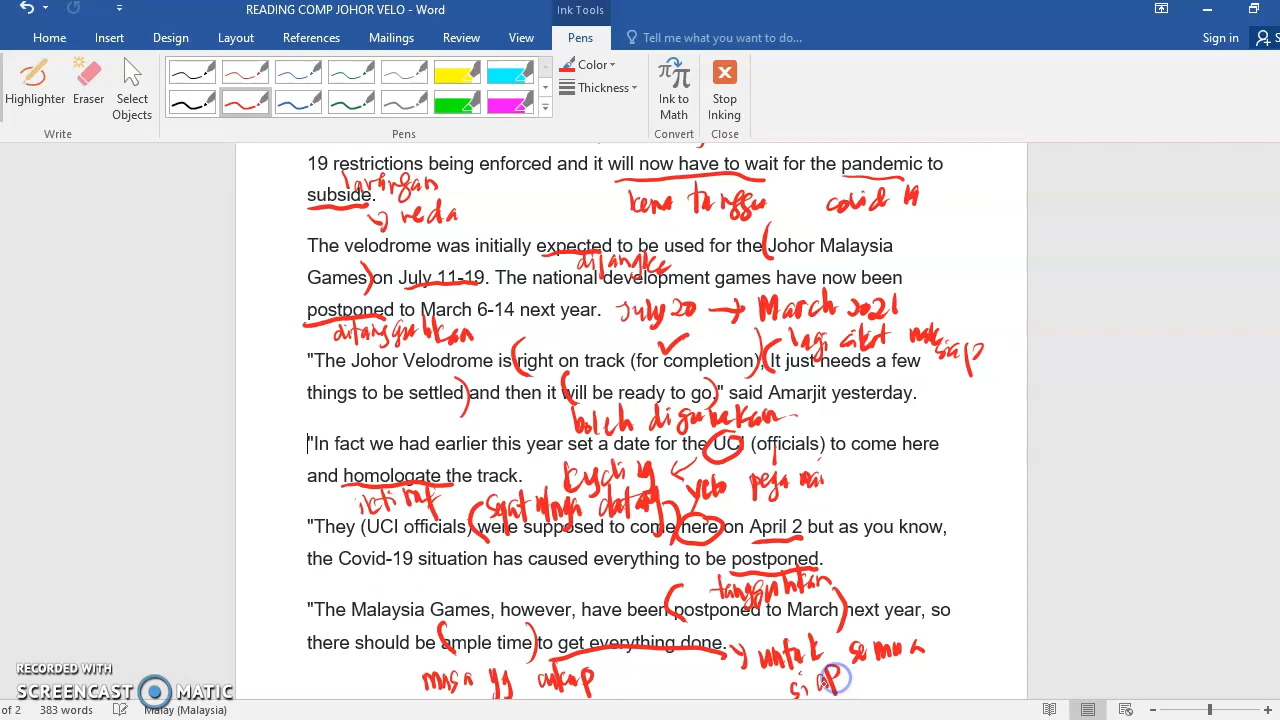 READING COMP JOHOR VELO - Word
Ink Tools
Home Insert Design Layout References Mailings Review View Pens Tell me what you want to do... Sign in
Highlighter Eraser Select Objects
Color
Thickness
Ink to Math
Stop Inking
Write Pens Convert Close
19 restrictions being enforced and it will now have to wait for the pandemic to
larangan
subside.
kena tunggu covid 19
reda
The velodrome was initially expected to be used for the Johor Malaysia
dijangka
Games on July 11-19. The national development games have now been
postponed to March 6-14 next year. July 20 → March 2021
ditangguhkan
lagi sikit nak siap
"The Johor Velodrome is right on track (for completion), It just needs a few
things to be settled and then it will be ready to go," said Amarjit yesterday.
boleh digunakan
"In fact we had earlier this year set a date for the UCI (officials) to come here
and homologate the track.
cycling velo pegawai
iktiraf
sepatutnya datang
"They (UCI officials) were supposed to come here on April 2 but as you know,
the Covid-19 situation has caused everything to be postponed.
tangguhkan
"The Malaysia Games, however, have been postponed to March next year, so
there should be ample time to get everything done.
untuk semua
masa yg cukup siap
RECORDED WITH
SCREENCAST MATIC
of 2 383 words Malay (Malaysia)